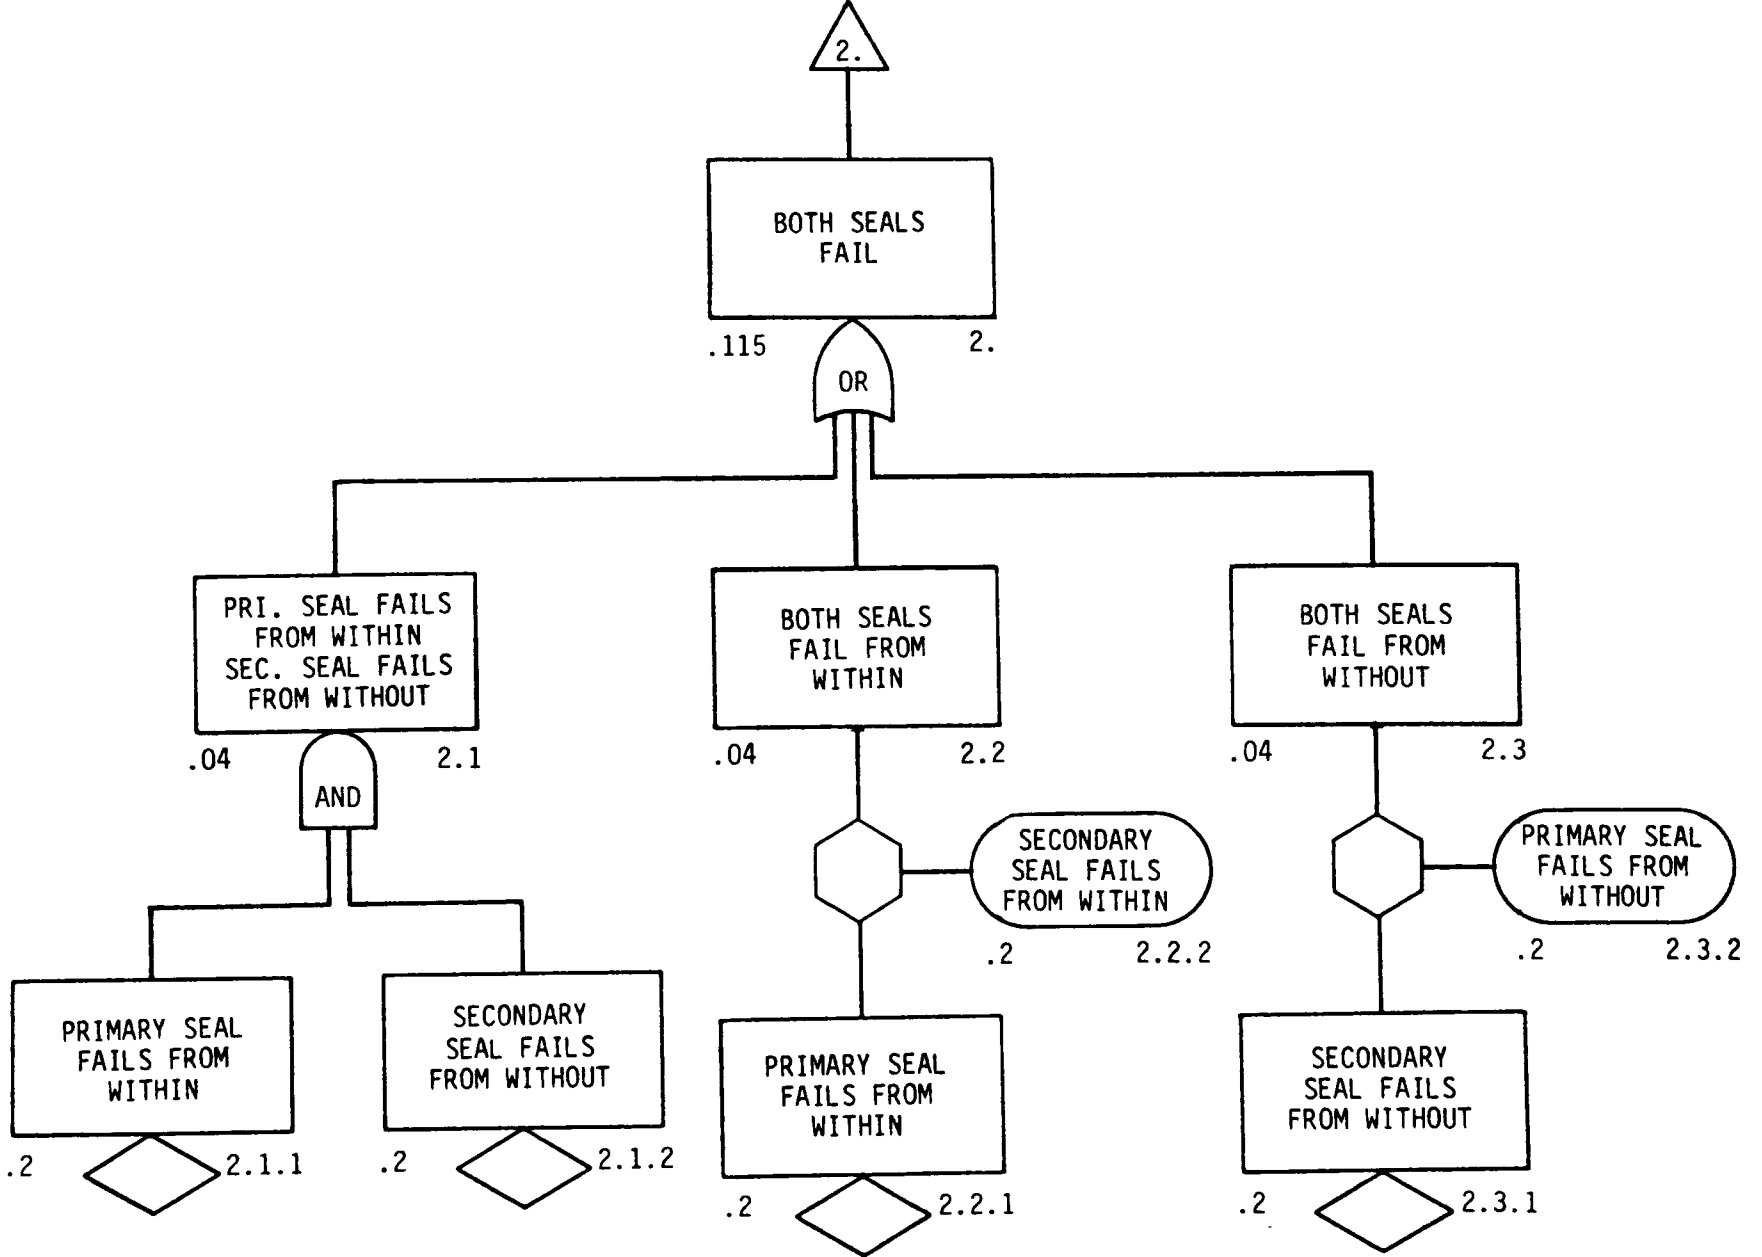 2.
BOTH SEALS
FAIL
.115 2.
OR
PRI. SEAL FAILS
FROM WITHIN
SEC. SEAL FAILS
FROM WITHOUT
.04 2.1
AND
BOTH SEALS
FAIL FROM
WITHIN
.04 2.2
BOTH SEALS
FAIL FROM
WITHOUT
.04 2.3
SECONDARY
SEAL FAILS
FROM WITHIN
.2 2.2.2
PRIMARY SEAL
FAILS FROM
WITHOUT
.2 2.3.2
PRIMARY SEAL
FAILS FROM
WITHIN
.2 2.1.1
SECONDARY
SEAL FAILS
FROM WITHOUT
.2 2.1.2
PRIMARY SEAL
FAILS FROM
WITHIN
.2 2.2.1
SECONDARY
SEAL FAILS
FROM WITHOUT
.2 2.3.1